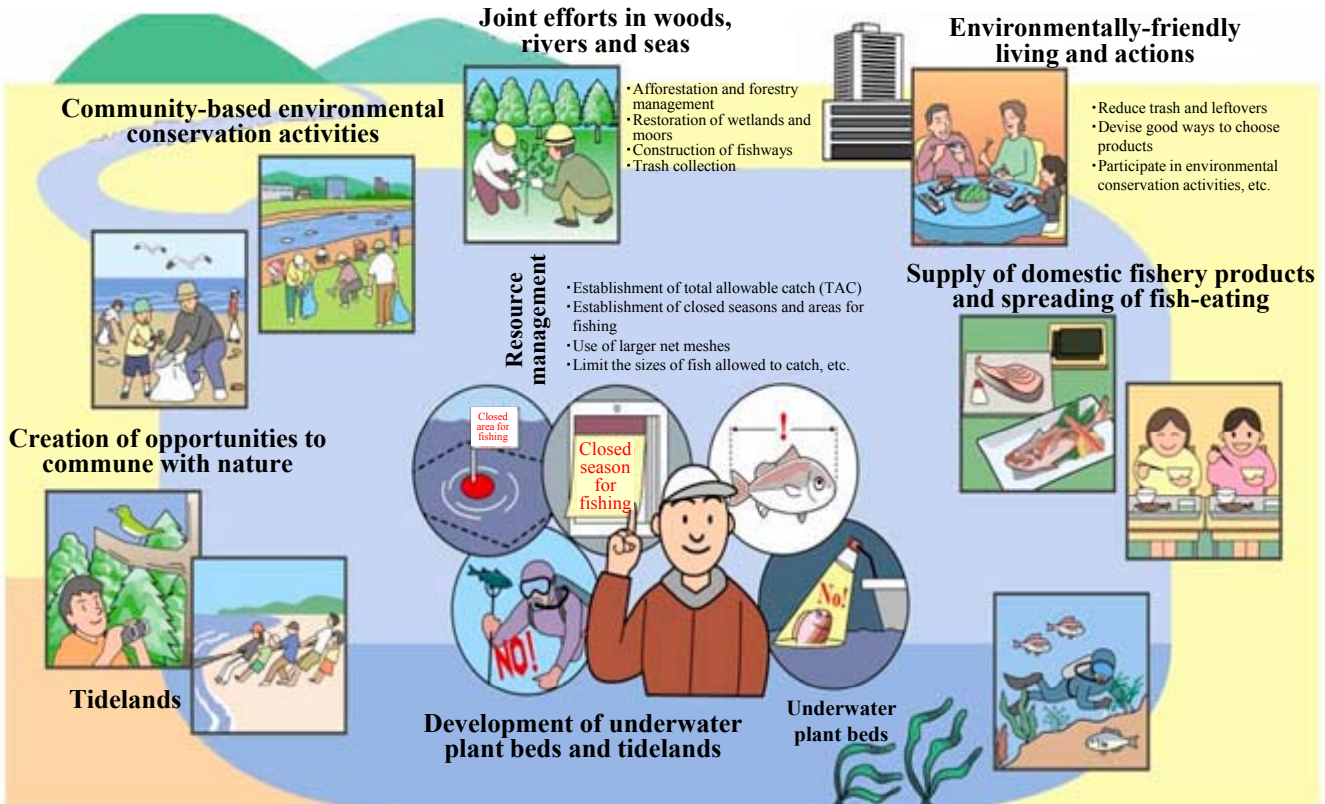 Joint efforts in woods,
rivers and seas
・Afforestation and forestry
management
・Restoration of wetlands and
moors
・Construction of fishways
・Trash collection
Environmentally-friendly
living and actions
・Reduce trash and leftovers
・Devise good ways to choose
products
・Participate in environmental
conservation activities, etc.
Community-based environmental
conservation activities
Resource
management
・Establishment of total allowable catch (TAC)
・Establishment of closed seasons and areas for
fishing
・Use of larger net meshes
・Limit the sizes of fish allowed to catch, etc.
Supply of domestic fishery products
and spreading of fish-eating
Closed
area for
fishing
Closed
season
for
fishing
!
Creation of opportunities to
commune with nature
NO!
No!
Tidelands
Development of underwater
plant beds and tidelands
Underwater
plant beds